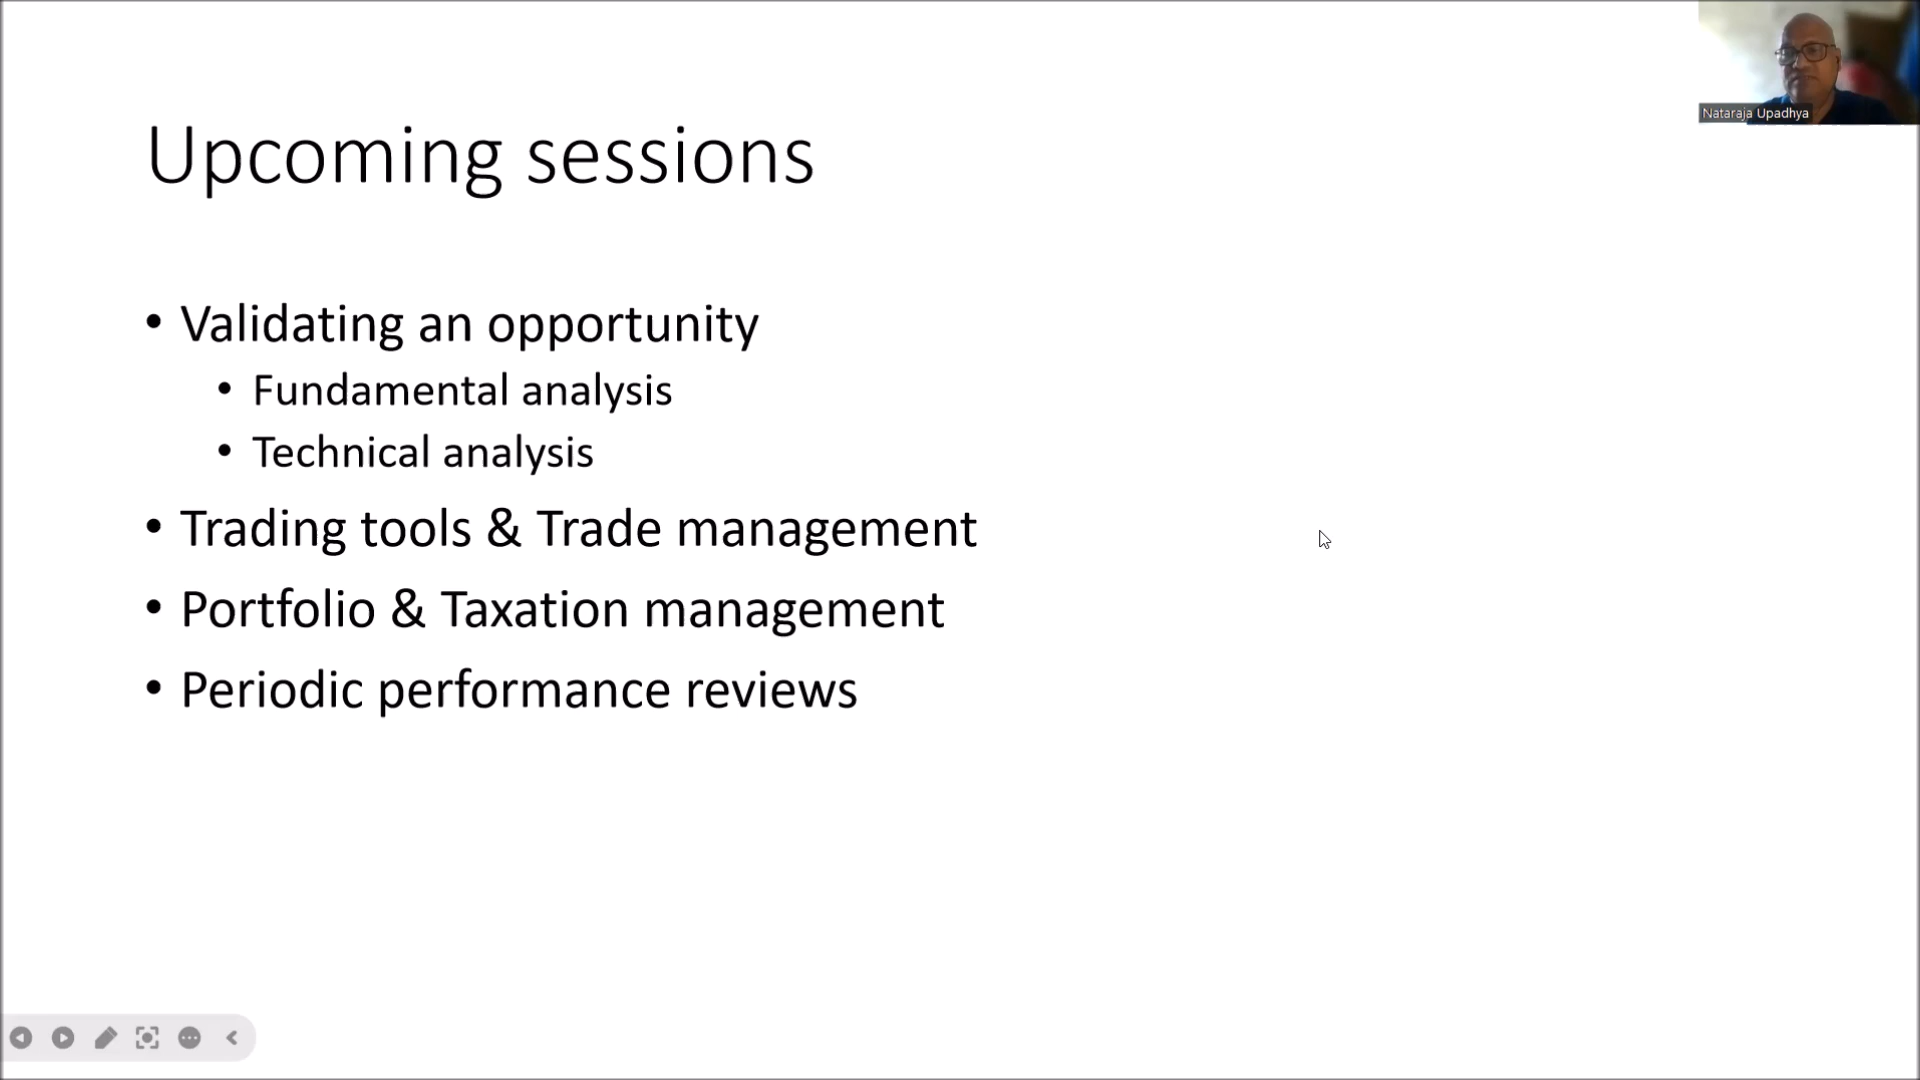 Nataraja Upadhya
Upcoming sessions
• Validating an opportunity
• Fundamental analysis
• Technical analysis
• Trading tools & Trade management
• Portfolio & Taxation management
• Periodic performance reviews